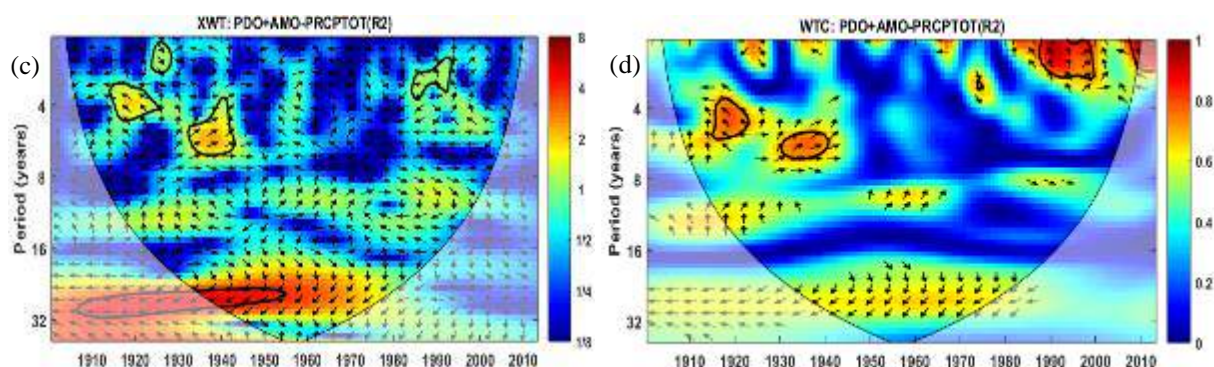 XWT: PDO+AMO-PRCPTOT(R2)
(c)
Period (years)
4
8
16
32
1910 1920 1930 1940 1950 1960 1970 1980 1990 2000 2010
8
4
2
1
1/2
1/4
1/8
WTC: PDO+AMO-PRCPTOT(R2)
(d)
Period (years)
4
8
16
32
1910 1920 1930 1940 1950 1960 1970 1980 1990 2000 2010
1
0.8
0.6
0.4
0.2
0